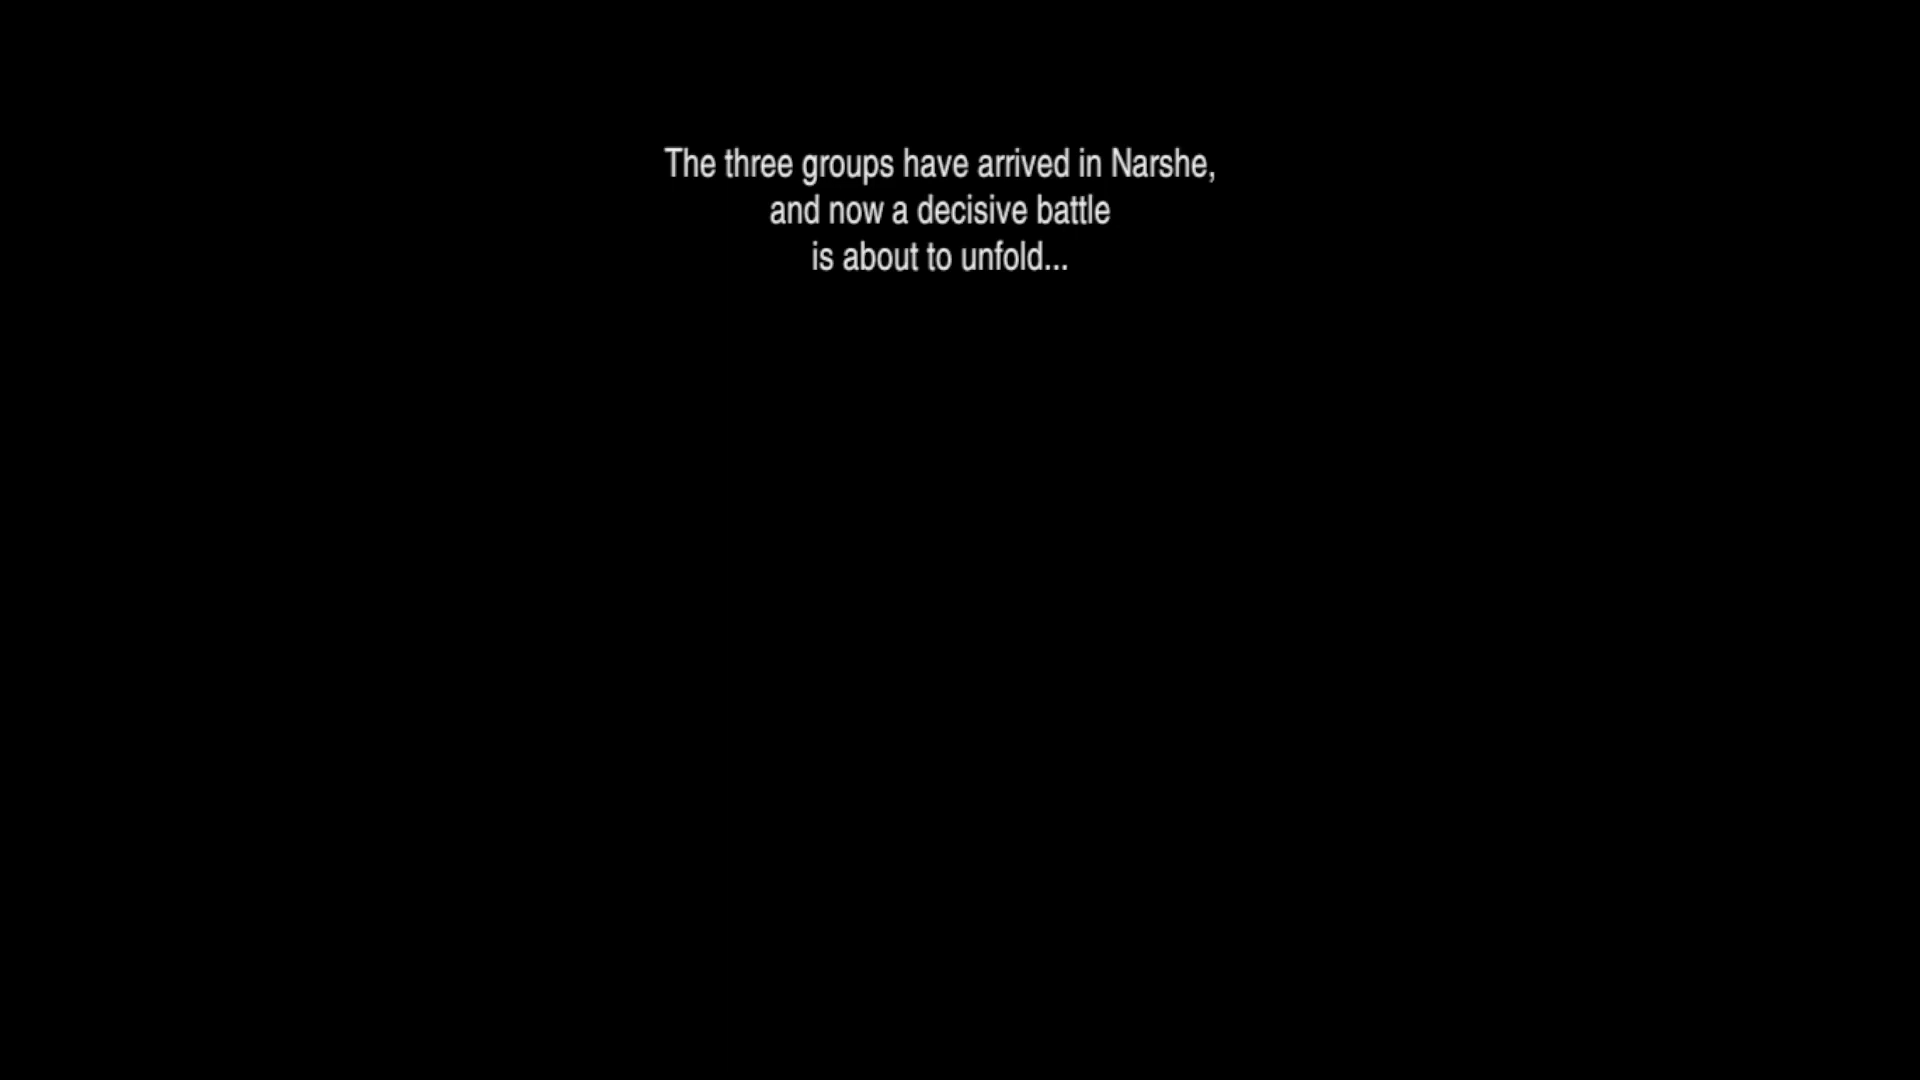 The three groups have arrived in Narshe,
and now a decisive battle
is about to unfold...